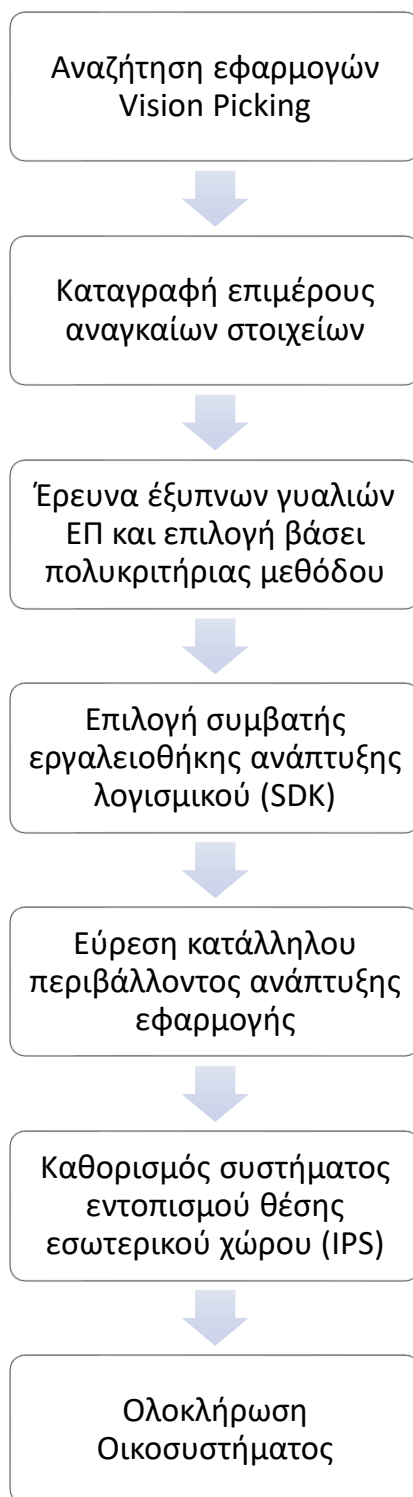 Αναζήτηση εφαρμογών
Vision Picking
Καταγραφή επιμέρους
αναγκαίων στοιχείων
Έρευνα έξυπνων γυαλιών
ΕΠ και επιλογή βάσει
πολυκριτήριας μεθόδου
Επιλογή συμβατής
εργαλειοθήκης ανάπτυξης
λογισμικού (SDK)
Εύρεση κατάλληλου
περιβάλλοντος ανάπτυξης
εφαρμογής
Καθορισμός συστήματος
εντοπισμού θέσης
εσωτερικού χώρου (IPS)
Ολοκλήρωση
Οικοσυστήματος